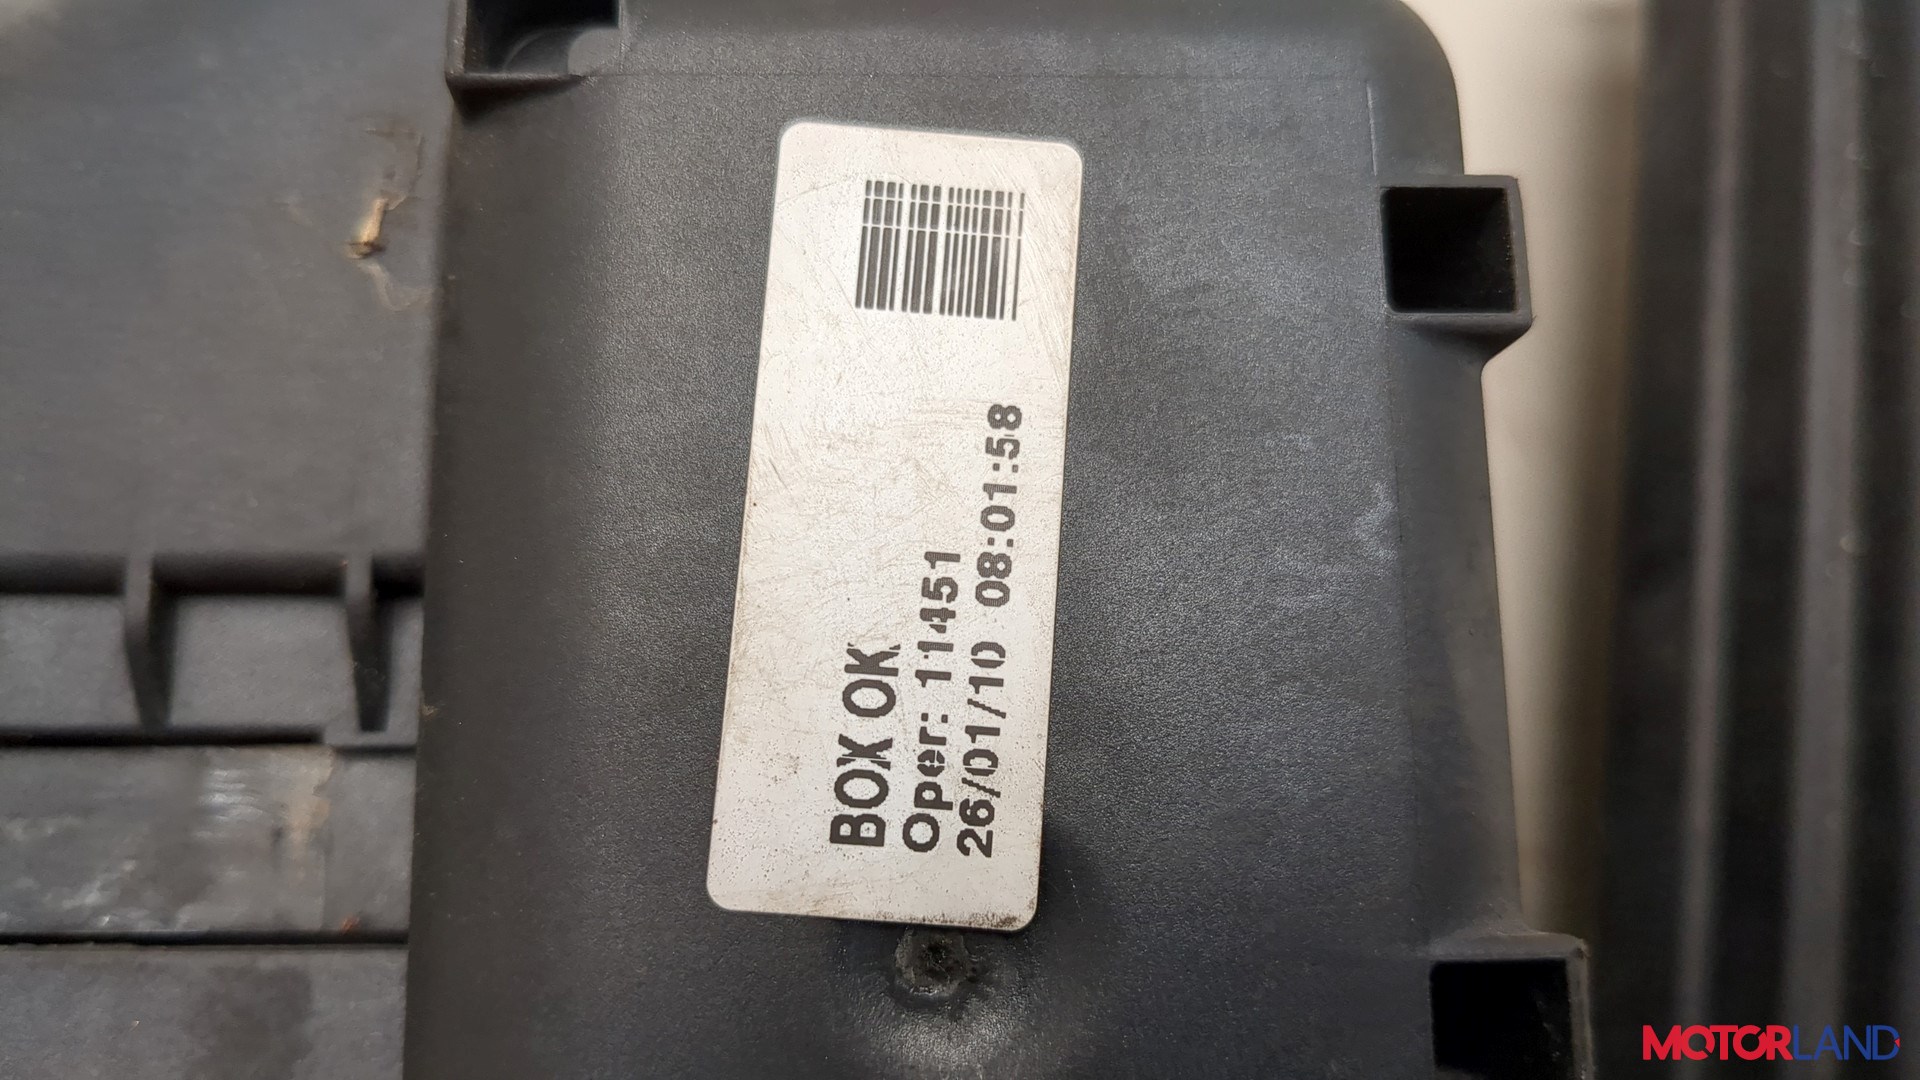 BOX OK
Oper: 11451
26/01/10 08:01:58
MOTORLAND